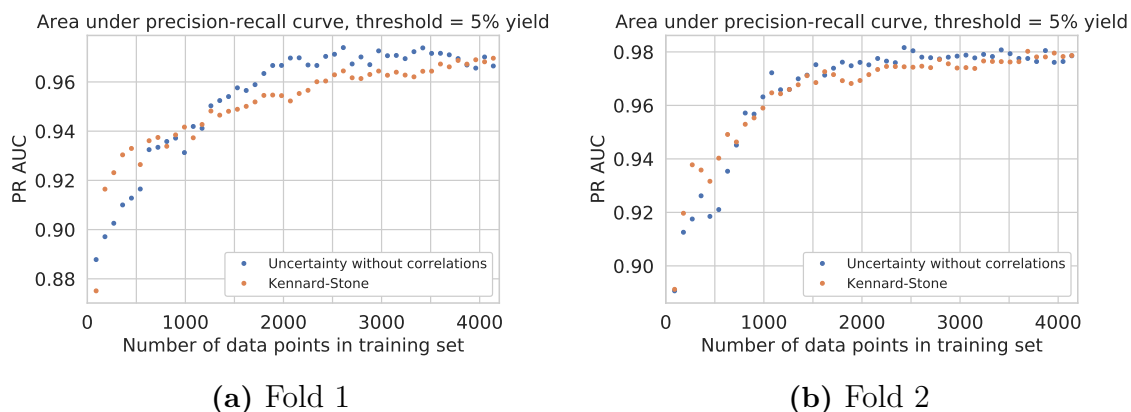 Area under precision-recall curve, threshold = 5% yield
PR AUC
0.96
0.94
0.92
0.90
0.88
Uncertainty without correlations
Kennard-Stone
0 1000 2000 3000 4000
Number of data points in training set
(a) Fold 1
Area under precision-recall curve, threshold = 5% yield
PR AUC
0.98
0.96
0.94
0.92
0.90
Uncertainty without correlations
Kennard-Stone
0 1000 2000 3000 4000
Number of data points in training set
(b) Fold 2